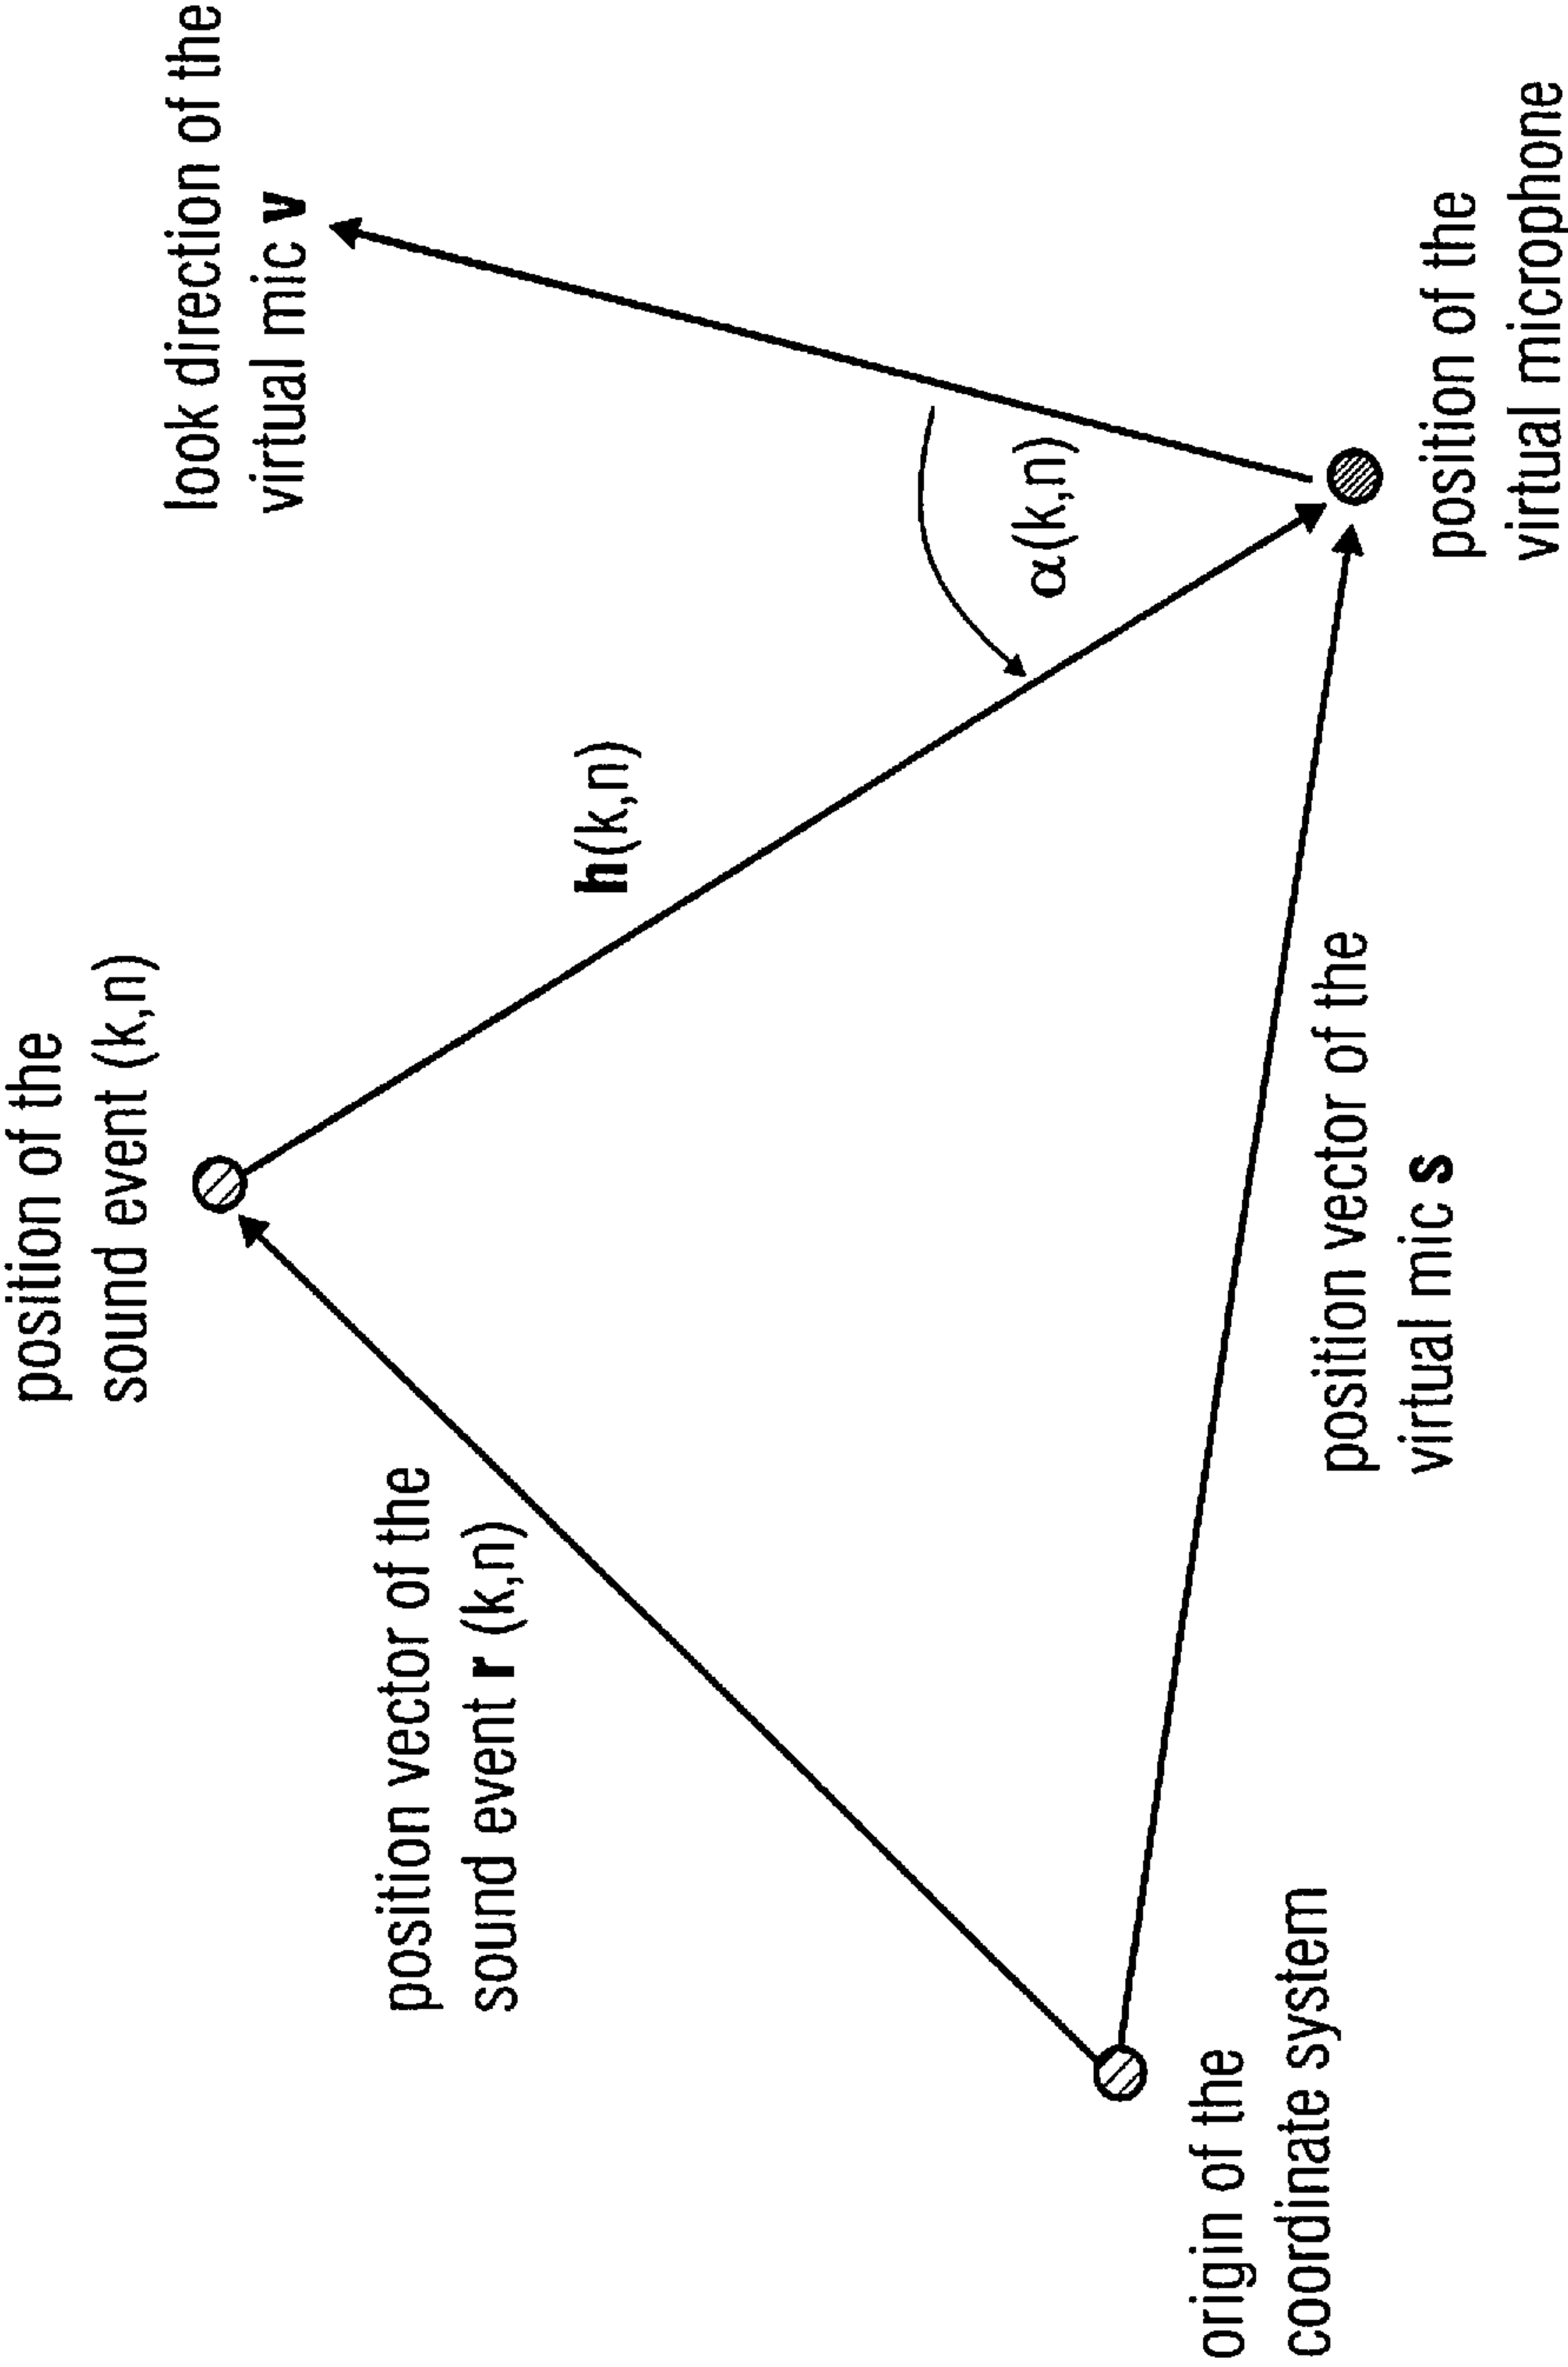 position of the
sound event (k,n)
look direction of the
virtual mic v
position vector of the
sound event r (k,n)
h(k,n)
α(k,n)
origin of the
coordinate system
position vector of the
virtual mic s
position of the
virtual microphone